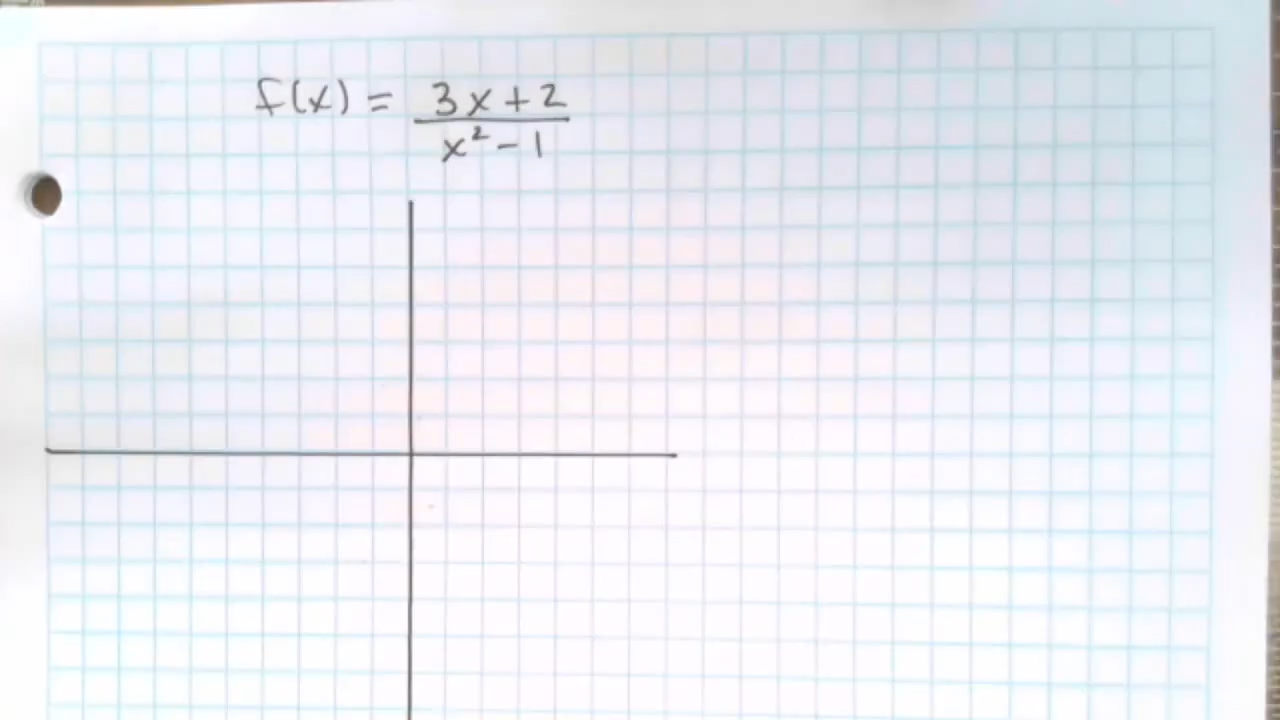 f(x) = 3x+2
x² - 1